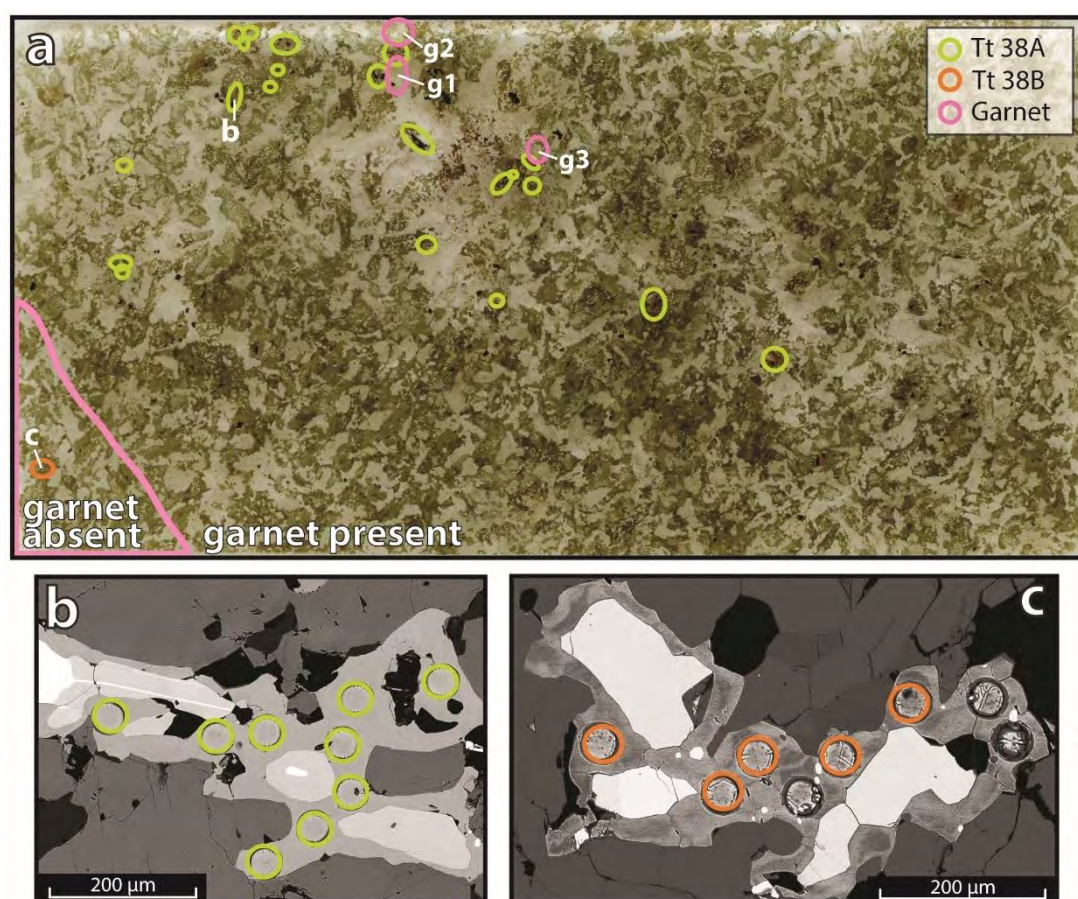 a
Tt 38A
Tt 38B
Garnet
g2
g1
b
g3
c
garnet
absent
garnet present
b
200 µm
c
200 µm